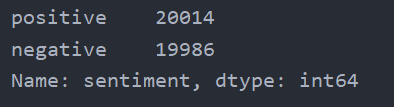 positive    20014
negative    19986
Name: sentiment, dtype: int64